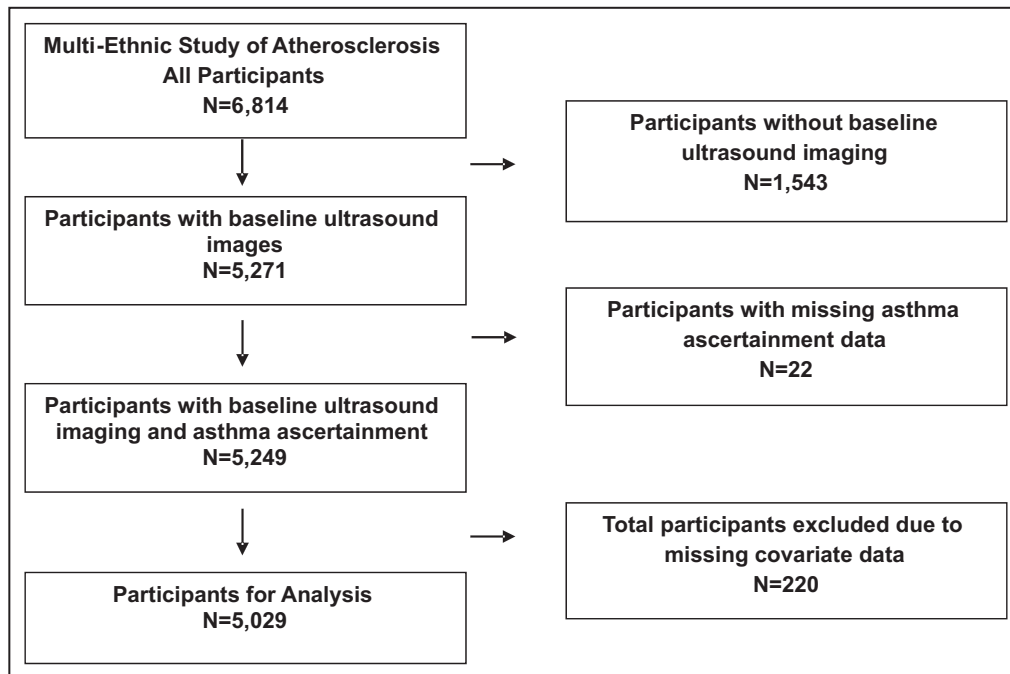 Multi-Ethnic Study of Atherosclerosis
All Participants
N=6,814
Participants without baseline
ultrasound imaging
N=1,543
Participants with baseline ultrasound
images
N=5,271
Participants with missing asthma
ascertainment data
N=22
Participants with baseline ultrasound
imaging and asthma ascertainment
N=5,249
Total participants excluded due to
missing covariate data
N=220
Participants for Analysis
N=5,029